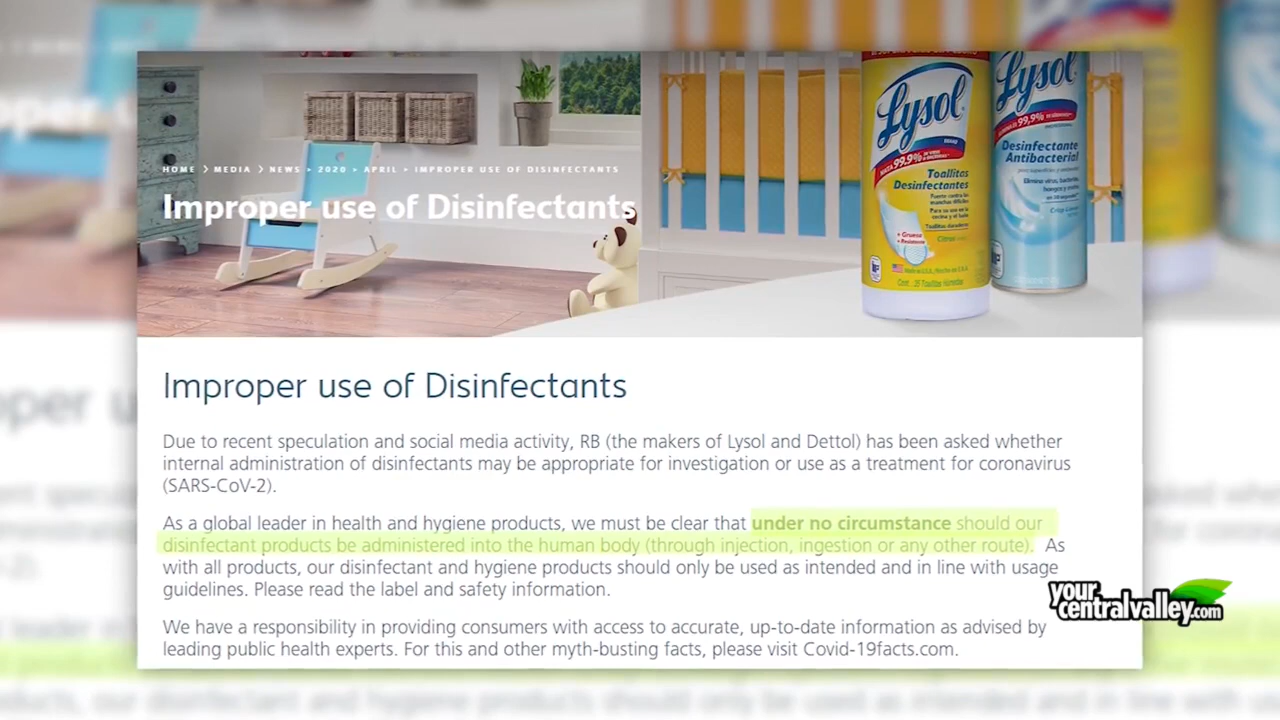 HOME > MEDIA > NEWS > 2020 > APRIL > IMPROPER USE OF DISINFECTANTS
Improper use of Disinfectants
Lysol
HASTA 99.9%
Toallitas
Desinfectantes
Citrus
Lysol
99,9%
Desinfectante
Antibacterial
Improper use of Disinfectants
Due to recent speculation and social media activity, RB (the makers of Lysol and Dettol) has been asked whether
internal administration of disinfectants may be appropriate for investigation or use as a treatment for coronavirus
(SARS-CoV-2).
As a global leader in health and hygiene products, we must be clear that under no circumstance should our
disinfectant products be administered into the human body (through injection, ingestion or any other route). As
with all products, our disinfectant and hygiene products should only be used as intended and in line with usage
guidelines. Please read the label and safety information.
We have a responsibility in providing consumers with access to accurate, up-to-date information as advised by
leading public health experts. For this and other myth-busting facts, please visit Covid-19facts.com.
your
centralvalley.com